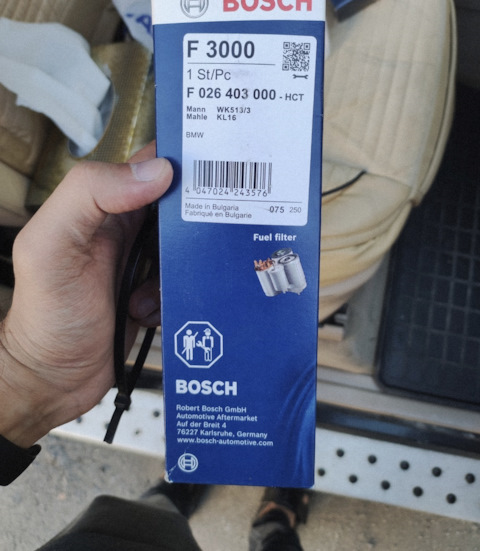 BOSCH
F 3000
1 St/Pc
F 026 403 000 - HCT
Mann WK513/3
Mahle KL16
BMW
4 047024 243576
Made in Bulgaria
Fabriqué en Bulgarie
075 250
Fuel filter
BOSCH
Robert Bosch GmbH
Automotive Aftermarket
Auf der Breit 4
76227 Karlsruhe, Germany
www.bosch-automotive.com